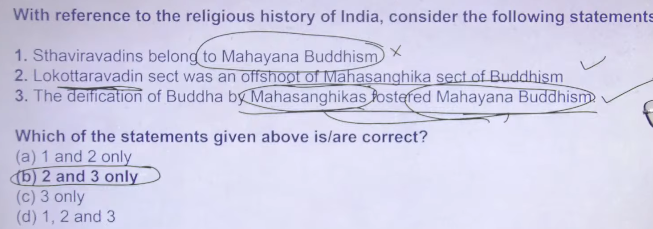 With reference to the religious history of India, consider the following statements
1. Sthaviravadins belong to Mahayana Buddhism
2. Lokottaravadin sect was an offshoot of Mahasanghika sect of Buddhism
3. The deification of Buddha by Mahasanghikas fostered Mahayana Buddhism.
Which of the statements given above is/are correct?
(a) 1 and 2 only
(b) 2 and 3 only
(c) 3 only
(d) 1, 2 and 3